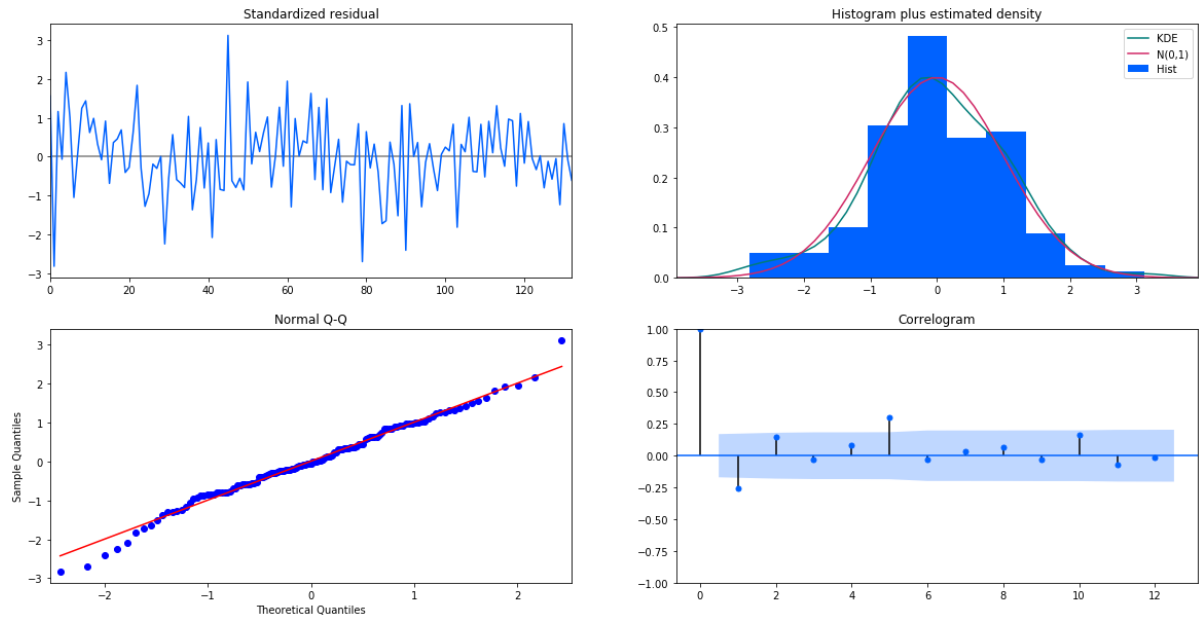 Standardized residual
3
2
1
0
−1
−2
−3
0 20 40 60 80 100 120
Histogram plus estimated density
0.5
0.4
0.3
0.2
0.1
0.0
−3 −2 −1 0 1 2 3
KDE
N(0,1)
Hist
Normal Q-Q
Sample Quantiles
3
2
1
0
−1
−2
−3
−2 −1 0 1 2
Theoretical Quantiles
Correlogram
1.00
0.75
0.50
0.25
0.00
−0.25
−0.50
−0.75
−1.00
0 2 4 6 8 10 12